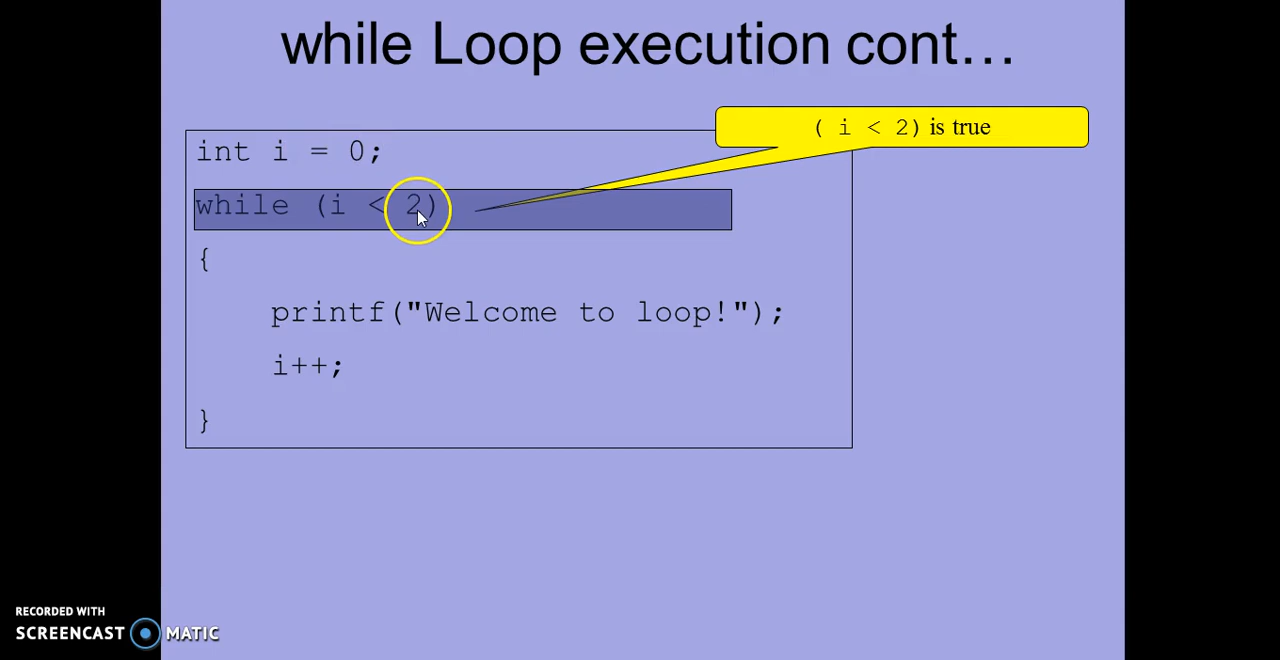 while Loop execution cont…
( i < 2) is true
int i = 0;
while (i < 2)
{
printf("Welcome to loop!");
i++;
}
RECORDED WITH
SCREENCAST MATIC